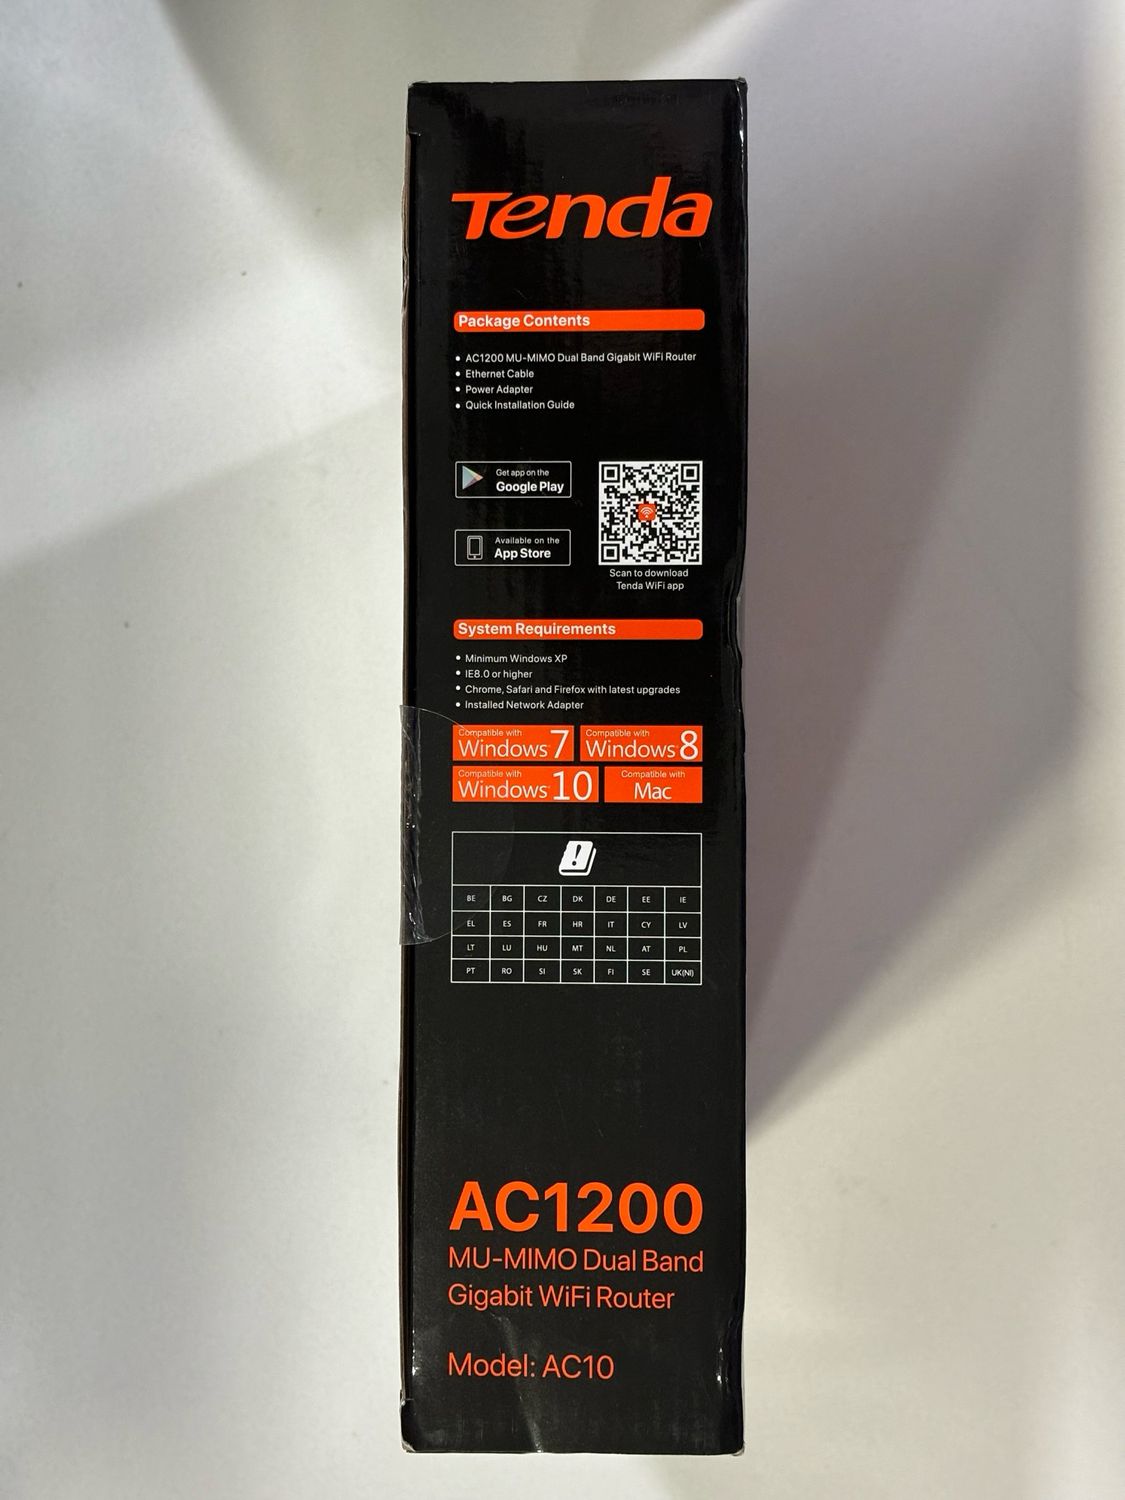 Tenda
Package Contents
• AC1200 MU-MIMO Dual Band Gigabit WiFi Router
• Ethernet Cable
• Power Adapter
• Quick Installation Guide
Get app on the
Google Play
Available on the
App Store
Scan to download
Tenda WiFi app
System Requirements
• Minimum Windows XP
• IE8.0 or higher
• Chrome, Safari and Firefox with latest upgrades
• Installed Network Adapter
Compatible with
Windows 7
Compatible with
Windows 8
Compatible with
Windows 10
Compatible with
Mac
!
BE BG CZ DK DE EE IE
EL ES FR HR IT CY LV
LT LU HU MT NL AT PL
PT RO SI SK FI SE UK(NI)
AC1200
MU-MIMO Dual Band
Gigabit WiFi Router
Model: AC10